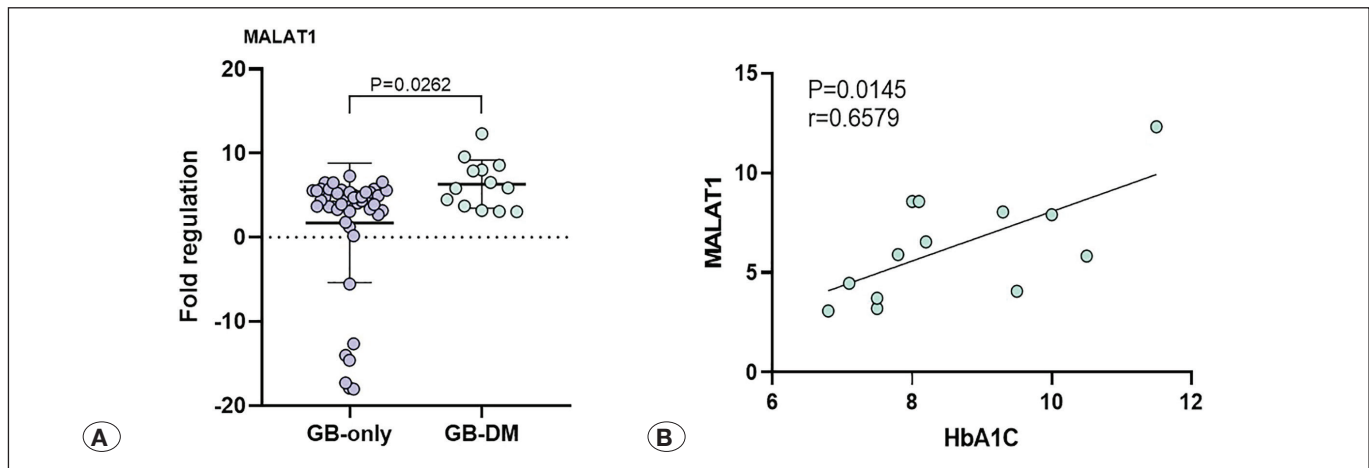 MALAT1
P=0.0262
Fold regulation
20
10
0
-10
-20
GB-only GB-DM
A
P=0.0145
r=0.6579
MALAT1
15
10
5
0
6 8 10 12
HbA1C
B